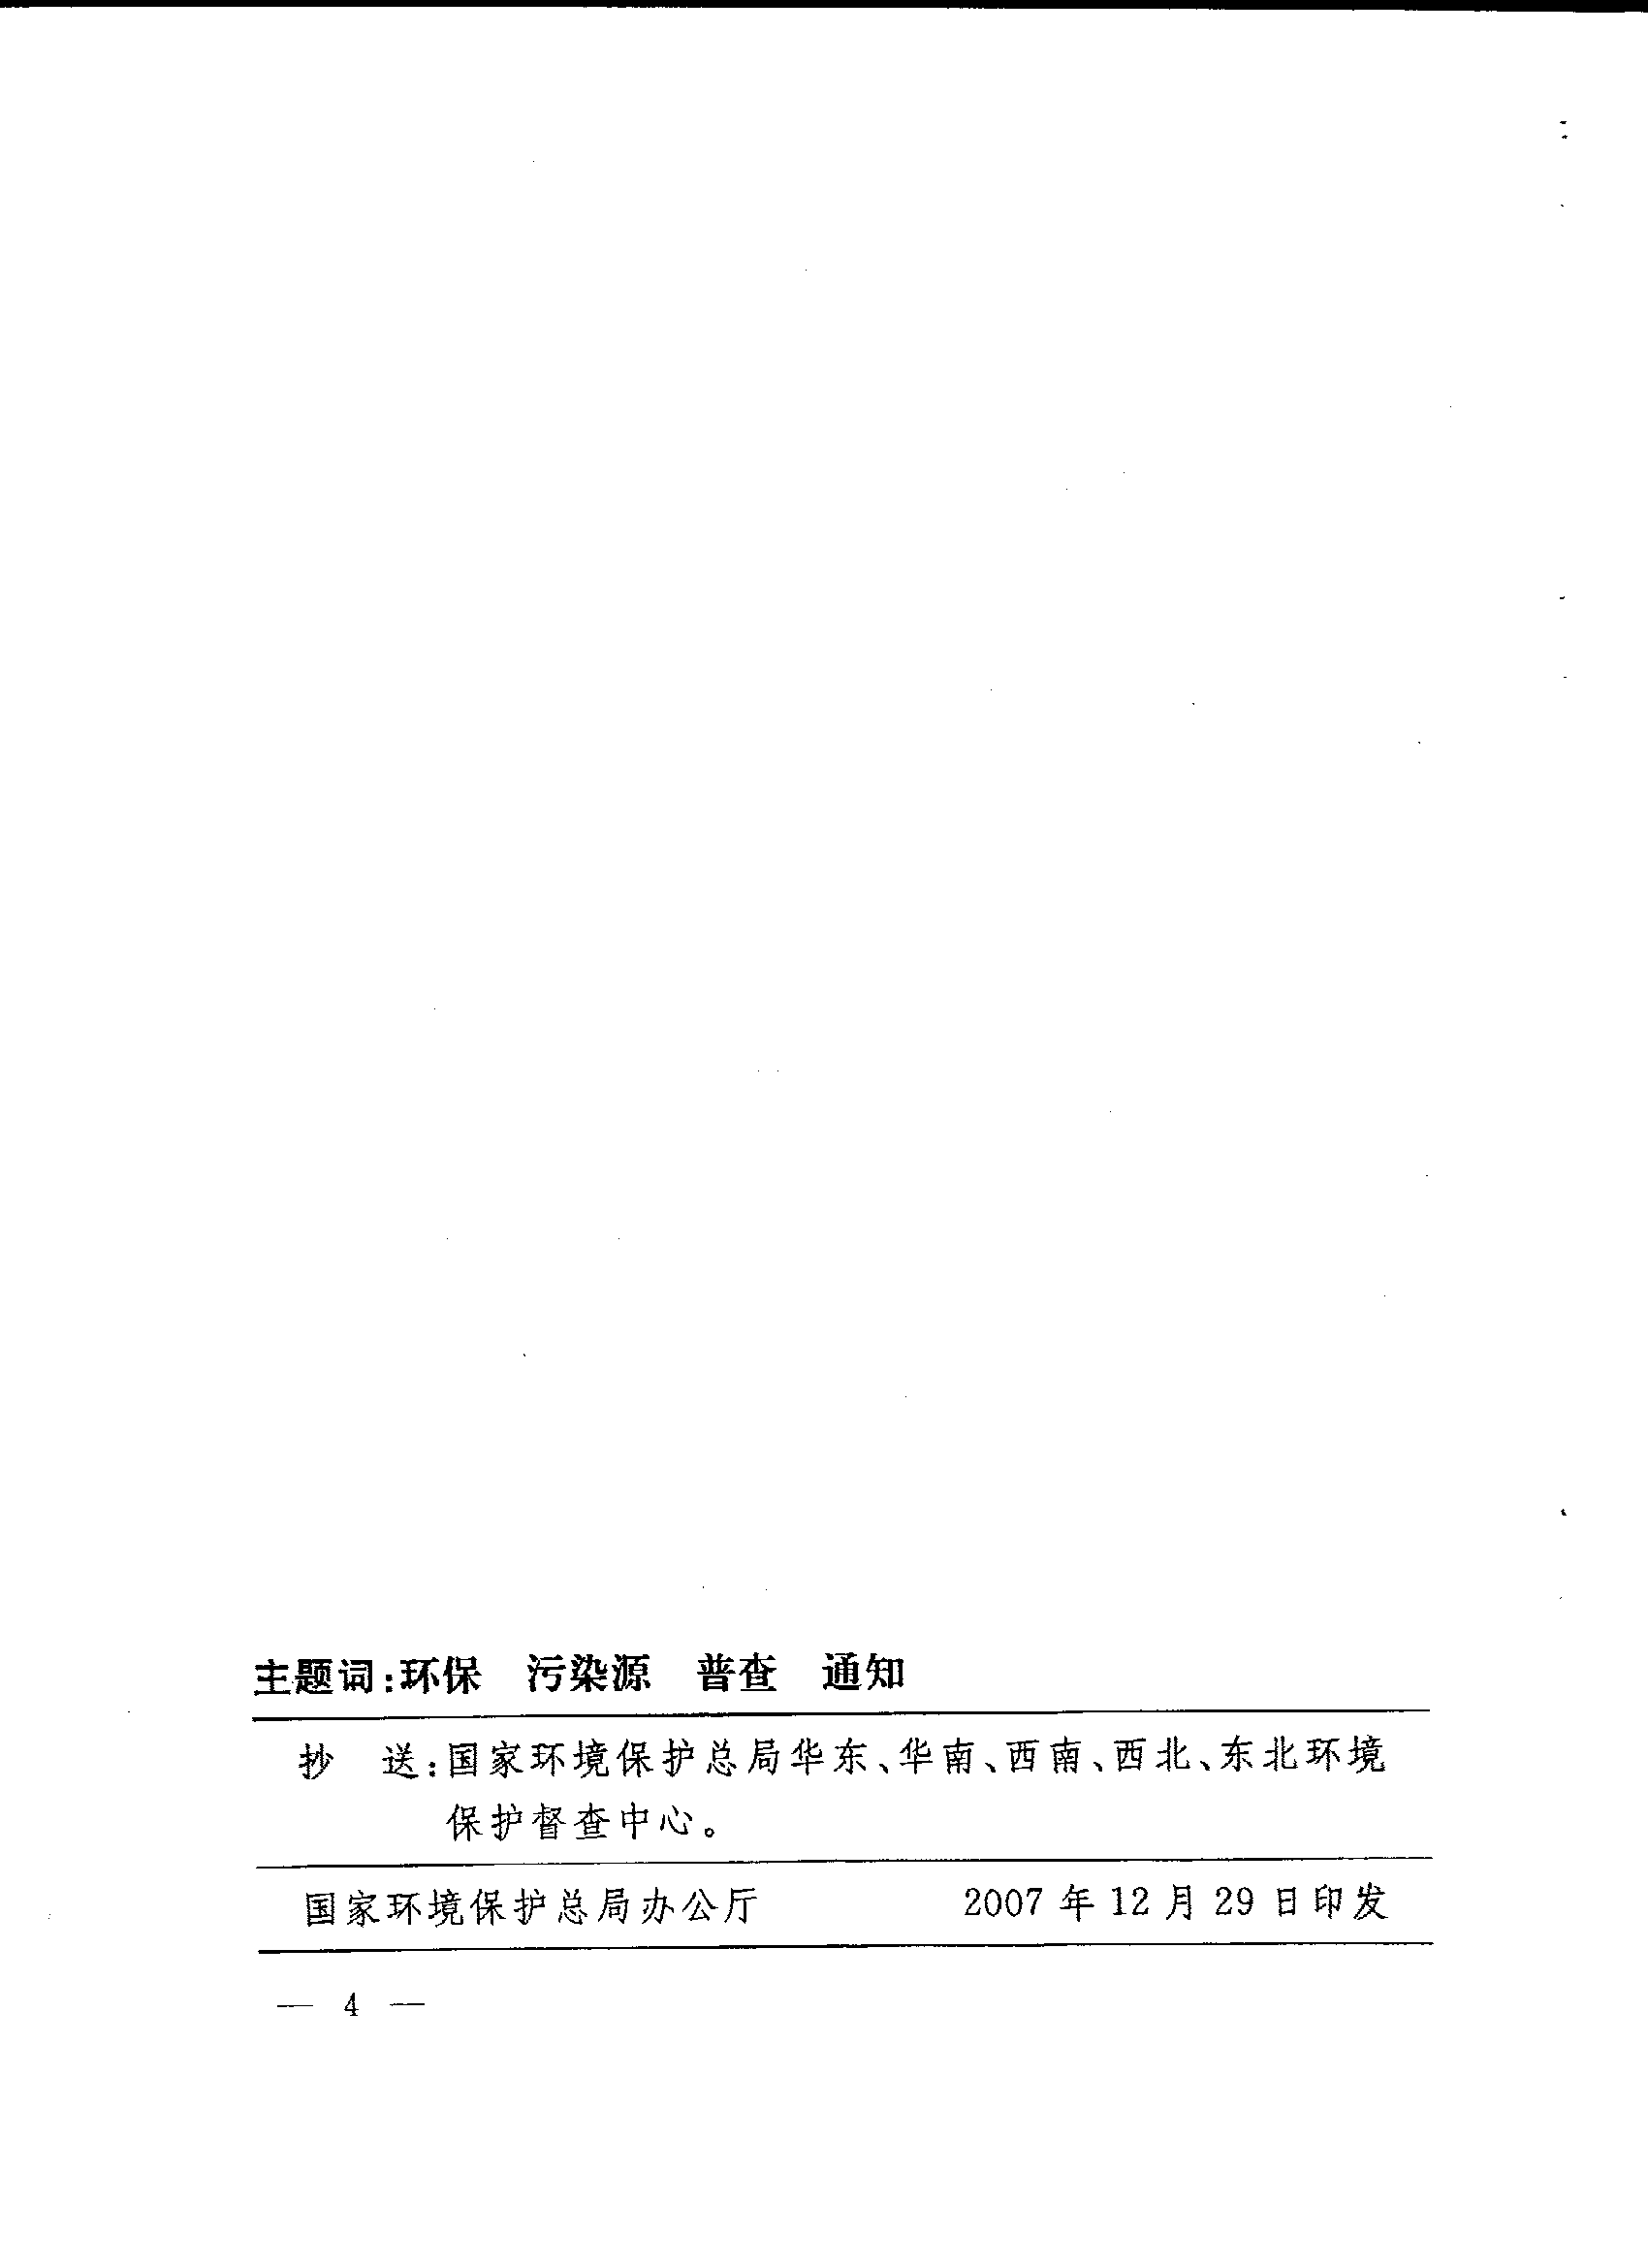 主题词:环保　污染源　普查　通知
抄　送:国家环境保护总局华东、华南、西南、西北、东北环境
保护督查中心。
国家环境保护总局办公厅　2007年12月29日印发
— 4 —